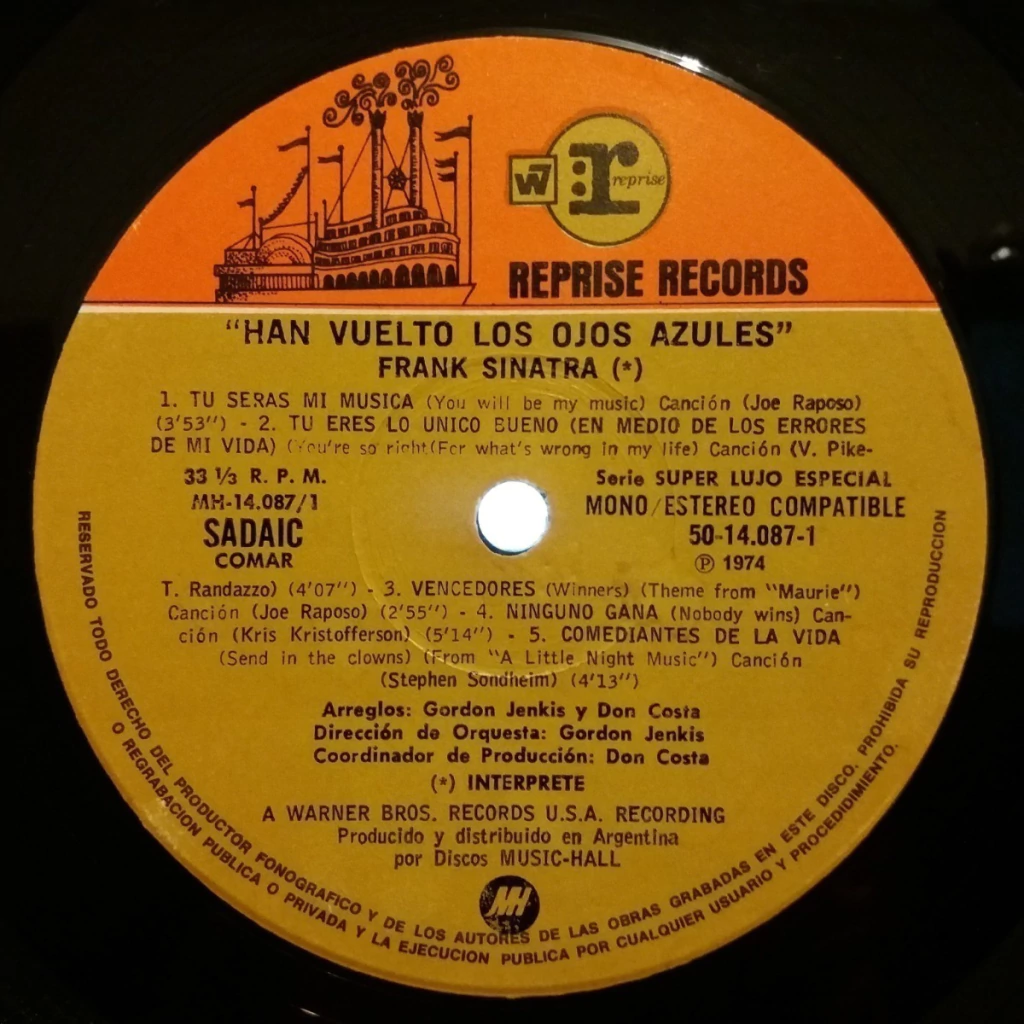 W7
r: reprise
REPRISE RECORDS
"HAN VUELTO LOS OJOS AZULES"
FRANK SINATRA (*)
1. TU SERAS MI MUSICA (You will be my music) Canción (Joe Raposo)
(3'53") - 2. TU ERES LO UNICO BUENO (EN MEDIO DE LOS ERRORES
DE MI VIDA) (You're so right(For what's wrong in my life) Canción (V. Pike-
33 1/3 R. P. M.
MH-14.087/1
SADAIC
COMAR
Serie SUPER LUJO ESPECIAL
MONO/ESTEREO COMPATIBLE
50-14.087-1
Ⓟ 1974
T. Randazzo) (4'07") - 3. VENCEDORES (Winners) (Theme from "Maurie")
Canción (Joe Raposo) (2'55") - 4. NINGUNO GANA (Nobody wins) Can-
ción (Kris Kristofferson) (5'14") - 5. COMEDIANTES DE LA VIDA
(Send in the clowns) (From "A Little Night Music") Canción
(Stephen Sondheim) (4'13")
Arreglos: Gordon Jenkis y Don Costa
Dirección de Orquesta: Gordon Jenkis
Coordinador de Producción: Don Costa
(*) INTERPRETE
A WARNER BROS. RECORDS U.S.A. RECORDING
Producido y distribuido en Argentina
por Discos MUSIC-HALL
MH
RESERVADO TODO DERECHO DEL PRODUCTOR FONOGRAFICO Y DE LOS AUTORES DE LAS OBRAS GRABADAS EN ESTE DISCO. PROHIBIDA SU REPRODUCCION
O REGRABACION PUBLICA O PRIVADA Y LA EJECUCION PUBLICA POR CUALQUIER USUARIO Y PROCEDIDIMIENTO.